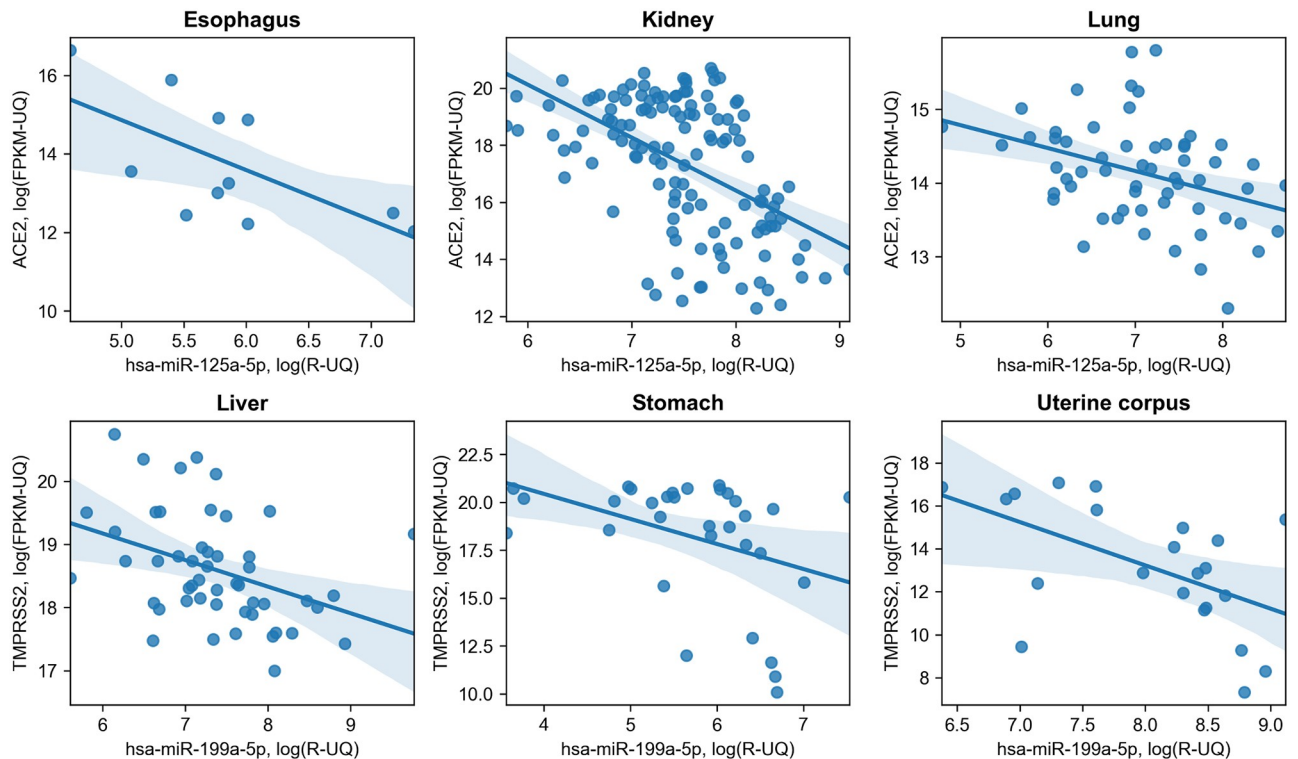 Esophagus
Kidney
Lung
ACE2, log(FPKM-UQ)
16
14
12
10
5.0 5.5 6.0 6.5 7.0
hsa-miR-125a-5p, log(R-UQ)
ACE2, log(FPKM-UQ)
20
18
16
14
12
6 7 8 9
hsa-miR-125a-5p, log(R-UQ)
ACE2, log(FPKM-UQ)
15
14
13
5 6 7 8
hsa-miR-125a-5p, log(R-UQ)
Liver
Stomach
Uterine corpus
TMPRSS2, log(FPKM-UQ)
20
19
18
17
6 7 8 9
hsa-miR-199a-5p, log(R-UQ)
TMPRSS2, log(FPKM-UQ)
22.5
20.0
17.5
15.0
12.5
10.0
4 5 6 7
hsa-miR-199a-5p, log(R-UQ)
TMPRSS2, log(FPKM-UQ)
18
16
14
12
10
8
6.5 7.0 7.5 8.0 8.5 9.0
hsa-miR-199a-5p, log(R-UQ)